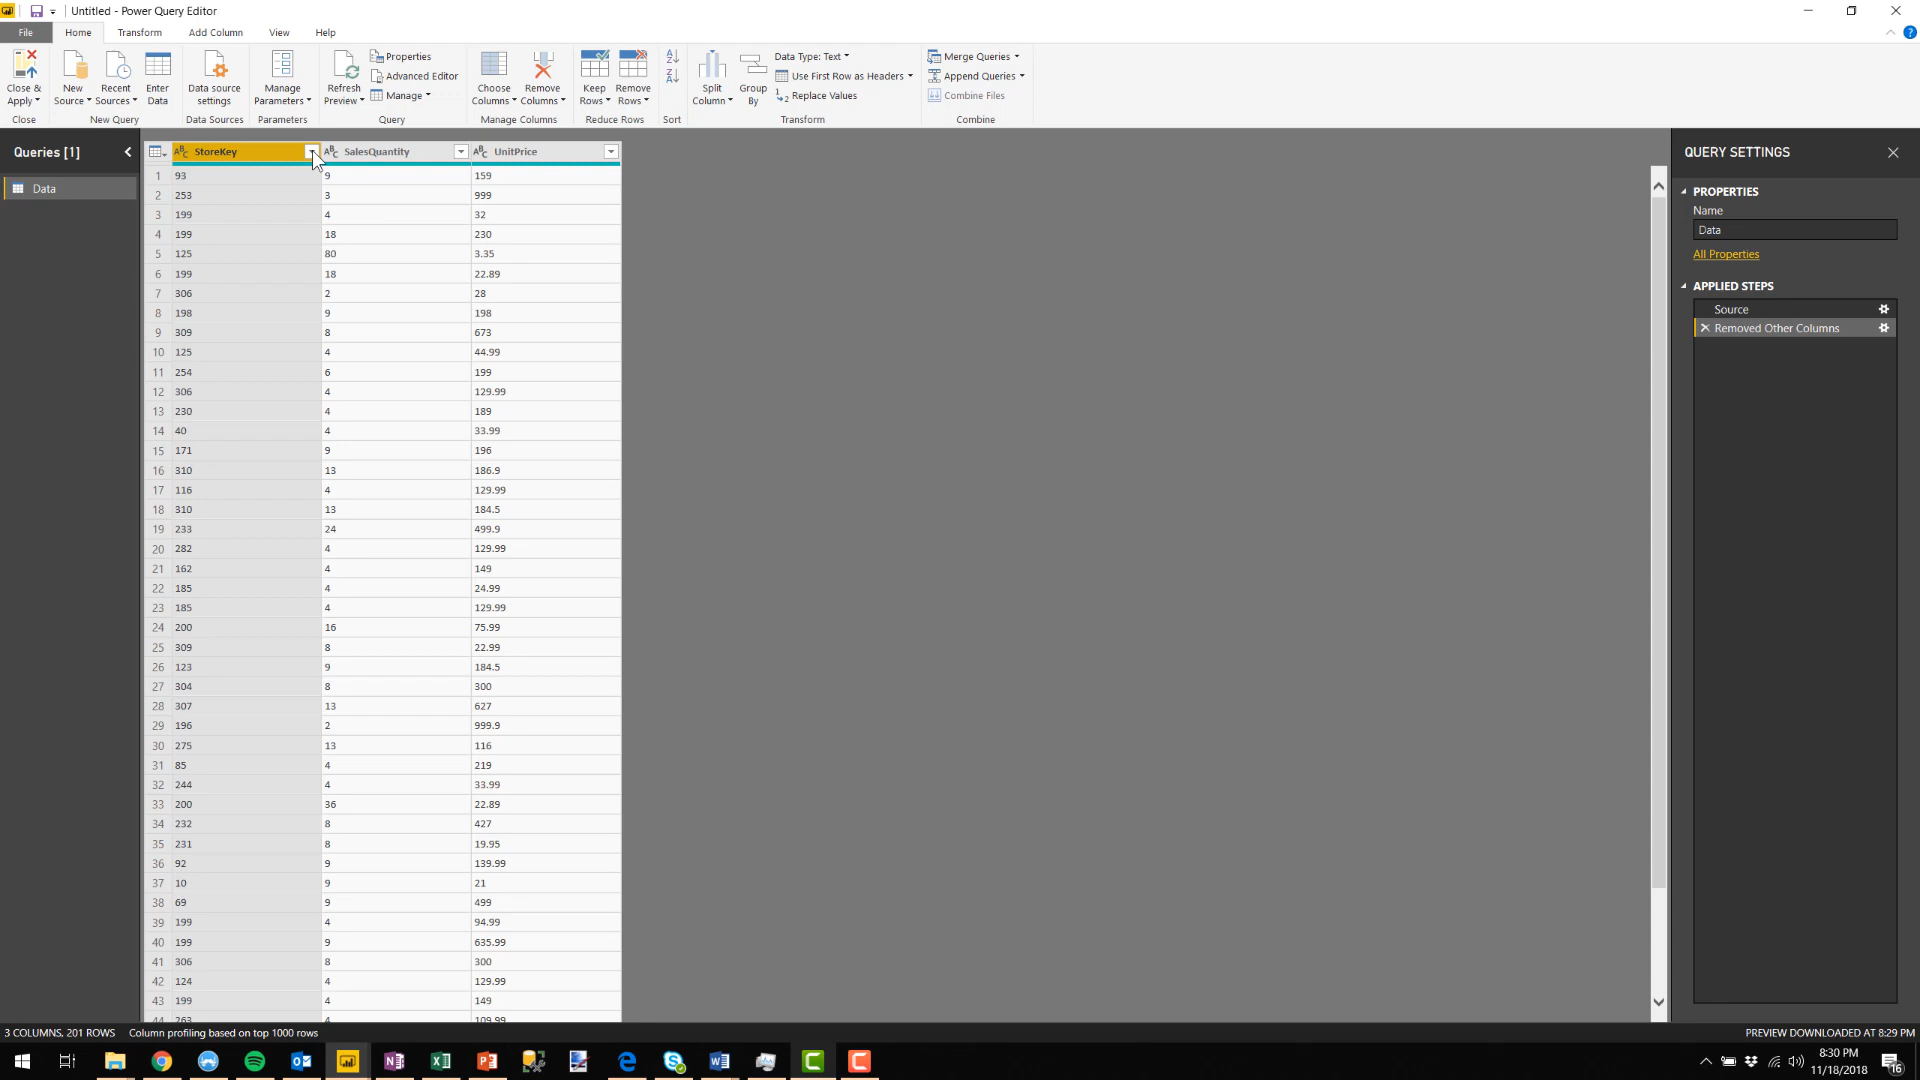 Untitled - Power Query Editor
File Home Transform Add Column View Help
Close & Apply
New Source
Recent Sources
Enter Data
Data source settings
Manage Parameters
Refresh Preview
Properties
Advanced Editor
Manage
Choose Columns
Remove Columns
Keep Rows
Remove Rows
Split Column
Group By
Data Type: Text
Use First Row as Headers
Replace Values
Merge Queries
Append Queries
Combine Files
Close New Query Data Sources Parameters Query Manage Columns Reduce Rows Sort Transform Combine
Queries [1]
Data
StoreKey SalesQuantity UnitPrice
1 93 9 159
2 253 3 999
3 199 4 32
4 199 18 230
5 125 80 3.35
6 199 18 22.89
7 306 2 28
8 198 9 198
9 309 8 673
10 125 4 44.99
11 254 6 199
12 306 4 129.99
13 230 4 189
14 40 4 33.99
15 171 9 196
16 310 13 186.9
17 116 4 129.99
18 310 13 184.5
19 233 24 499.9
20 282 4 129.99
21 162 4 149
22 185 4 24.99
23 185 4 129.99
24 200 16 75.99
25 309 8 22.99
26 123 9 184.5
27 304 8 300
28 307 13 627
29 196 2 999.9
30 275 13 116
31 85 4 219
32 244 4 33.99
33 200 36 22.89
34 232 8 427
35 231 8 19.95
36 92 9 139.99
37 10 9 21
38 69 9 499
39 199 4 94.99
40 199 9 635.99
41 306 8 300
42 124 4 129.99
43 199 4 149
44 263 4 109.99
QUERY SETTINGS
PROPERTIES
Name
Data
All Properties
APPLIED STEPS
Source
Removed Other Columns
3 COLUMNS, 201 ROWS Column profiling based on top 1000 rows
PREVIEW DOWNLOADED AT 8:29 PM
8:30 PM
11/18/2018
16